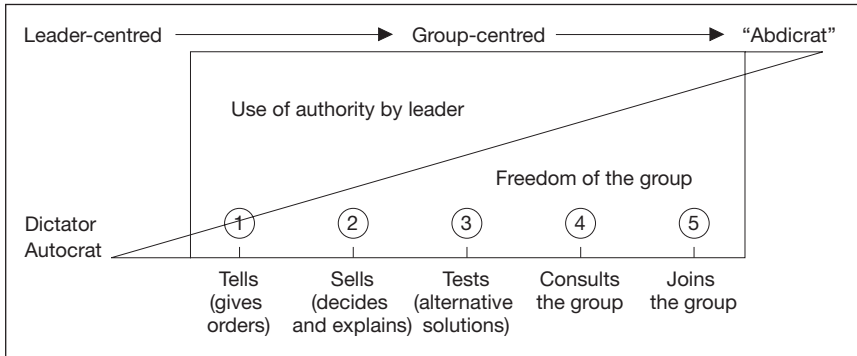 Leader-centred Group-centred “Abdicrat”
Use of authority by leader
Freedom of the group
Dictator
Autocrat
1 2 3 4 5
Tells Sells Tests Consults Joins
(gives (decides (alternative the group the group
orders) and explains) solutions)